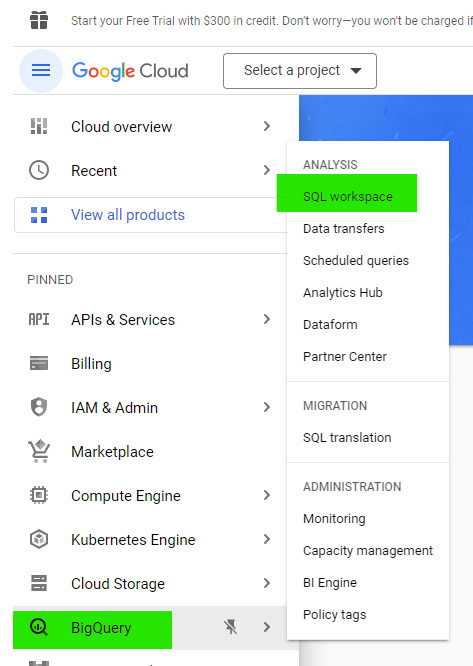 Start your Free Trial with $300 in credit. Don't worry—you won't be charged if
Google Cloud
Select a project
Cloud overview
Recent
View all products
PINNED
API APIs & Services
Billing
IAM & Admin
Marketplace
Compute Engine
Kubernetes Engine
Cloud Storage
BigQuery
ANALYSIS
SQL workspace
Data transfers
Scheduled queries
Analytics Hub
Dataform
Partner Center
MIGRATION
SQL translation
ADMINISTRATION
Monitoring
Capacity management
BI Engine
Policy tags